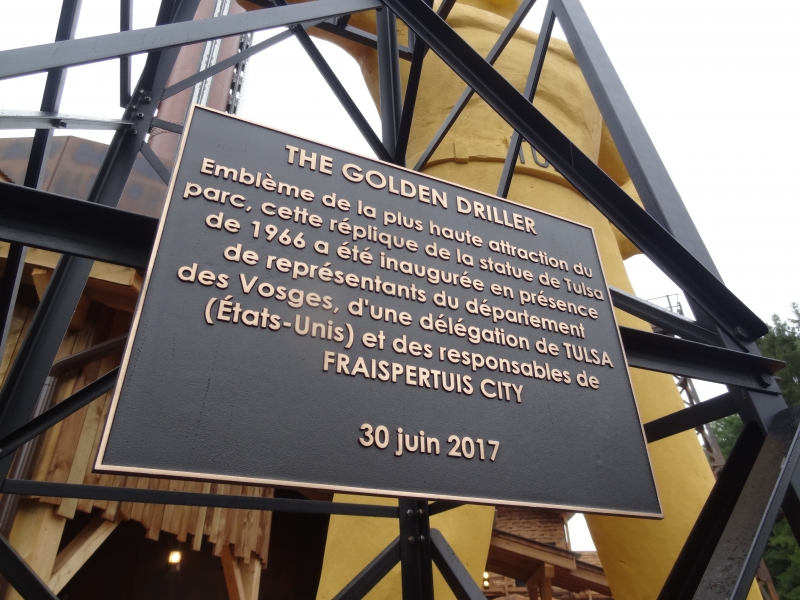 THE GOLDEN DRILLER
Emblème de la plus haute attraction du
parc, cette réplique de la statue de Tulsa
de 1966 a été inaugurée en présence
de représentants du département
des Vosges, d'une délégation de TULSA
(États-Unis) et des responsables de
FRAISPERTUIS CITY
30 juin 2017